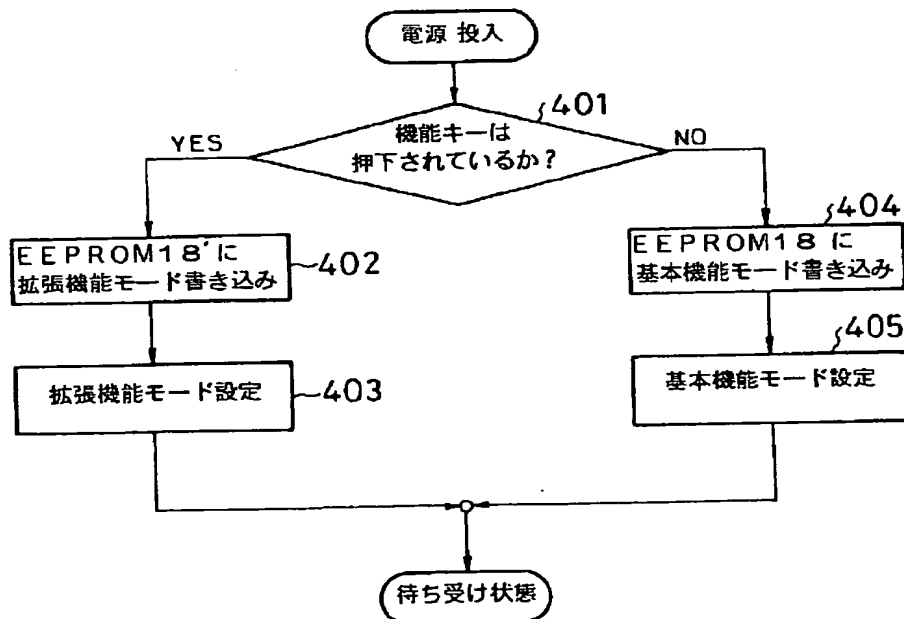 電源 投入
401
機能キーは
押下されているか？
YES
NO
EEPROM18'に
拡張機能モード書き込み
402
404
EEPROM18 に
基本機能モード書き込み
拡張機能モード設定
403
405
基本機能モード設定
待ち受け状態